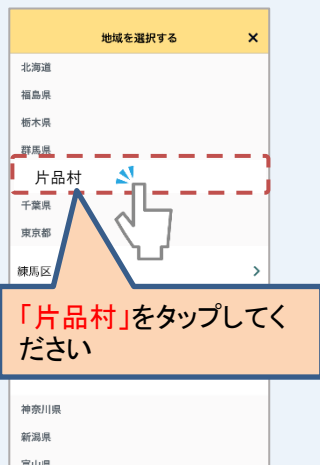 地域を選択する ×
北海道
福島県
栃木県
群馬県
片品村
千葉県
東京都
練馬区 >
「片品村」をタップしてく
ださい
神奈川県
新潟県
富山県